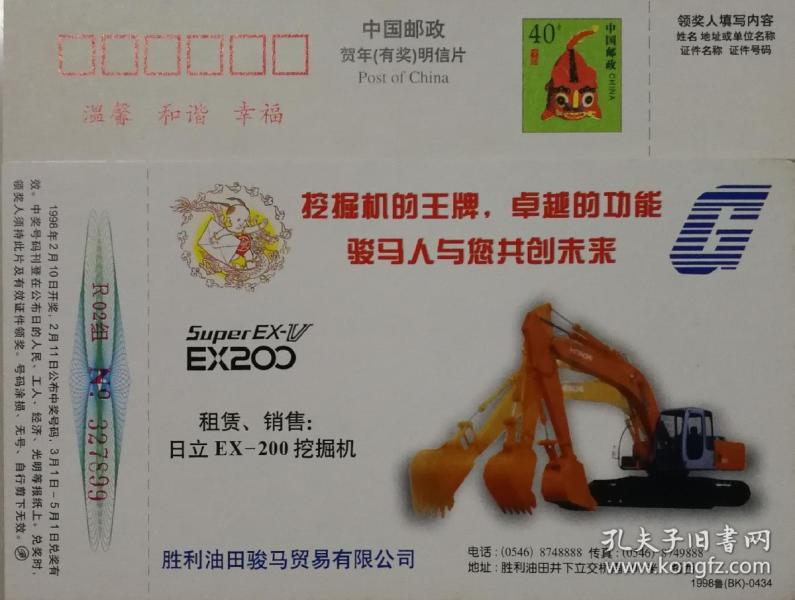 中国邮政
贺年(有奖)明信片
Post of China
温馨 和谐 幸福
40分
中国邮政
CHINA
领奖人填写内容
姓名 地址或单位名称
证件名称 证件号码
1998年2月10日开奖，2月11日公布中奖号码，3月1日－5月1日兑奖有
效。中奖号码刊登在公布日的人民、工人、经济、光明等报纸上。兑奖时，
领奖人须持此片及有效证件领奖。号码涂损、无号、自行剪下无效。
R02组 No 327899
挖掘机的王牌，卓越的功能
骏马人与您共创未来
Super EX-V
EX200
租赁、销售：
日立 EX-200 挖掘机
HITACHI
胜利油田骏马贸易有限公司
电话：(0546) 8748888 传真：(0546) 8749888
地址：胜利油田井下立交桥
1998鲁(BK)-0434
孔夫子旧书网
www.kongfz.com